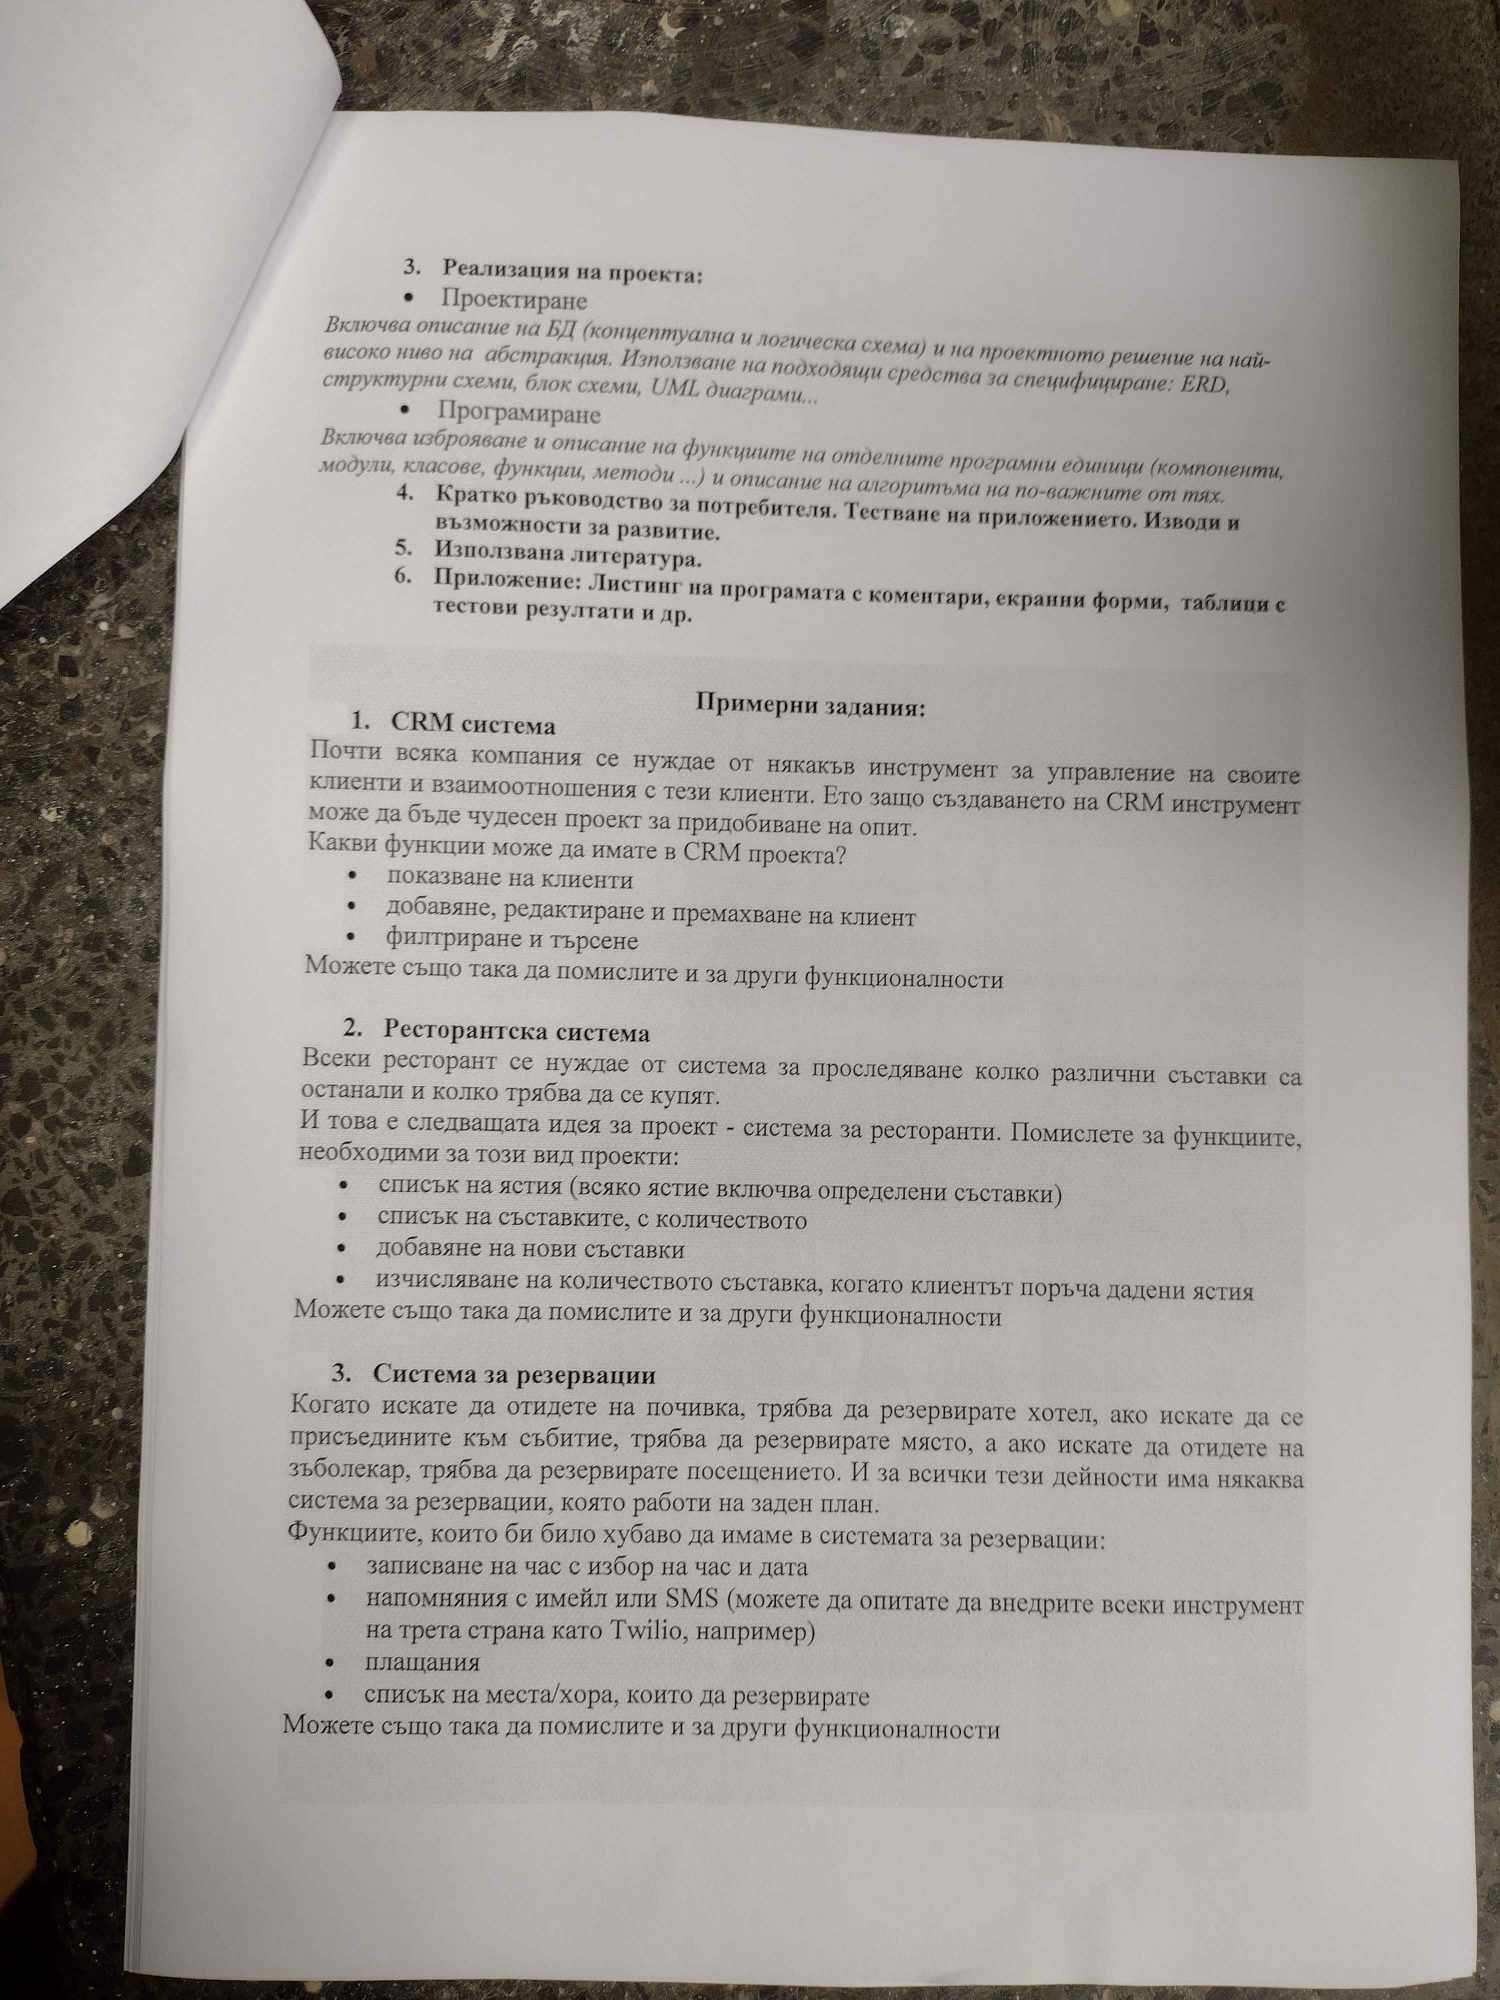 3. Реализация на проекта:
• Проектиране
Включва описание на БД (концептуална и логическа схема) и на проектното решение на най-
високо ниво на абстракция. Използване на подходящи средства за специфициране: ERD,
структурни схеми, блок схеми, UML диаграми...
• Програмиране
Включва изброяване и описание на функциите на отделните програмни единици (компоненти,
модули, класове, функции, методи ...) и описание на алгоритъма на по-важните от тях.
4. Кратко ръководство за потребителя. Тестване на приложението. Изводи и
възможности за развитие.
5. Използвана литература.
6. Приложение: Листинг на програмата с коментари, екранни форми, таблици с
тестови резултати и др.
Примерни задания:
1. CRM система
Почти всяка компания се нуждае от някакъв инструмент за управление на своите
клиенти и взаимоотношения с тези клиенти. Ето защо създаването на CRM инструмент
може да бъде чудесен проект за придобиване на опит.
Какви функции може да имате в CRM проекта?
• показване на клиенти
• добавяне, редактиране и премахване на клиент
• филтриране и търсене
Можете също така да помислите и за други функционалности
2. Ресторантска система
Всеки ресторант се нуждае от система за проследяване колко различни съставки са
останали и колко трябва да се купят.
И това е следващата идея за проект - система за ресторанти. Помислете за функциите,
необходими за този вид проекти:
• списък на ястия (всяко ястие включва определени съставки)
• списък на съставките, с количеството
• добавяне на нови съставки
• изчисляване на количеството съставка, когато клиентът поръча дадени ястия
Можете също така да помислите и за други функционалности
3. Система за резервации
Когато искате да отидете на почивка, трябва да резервирате хотел, ако искате да се
присъедините към събитие, трябва да резервирате място, а ако искате да отидете на
зъболекар, трябва да резервирате посещението. И за всички тези дейности има някаква
система за резервации, която работи на заден план.
Функциите, които би било хубаво да имаме в системата за резервации:
• записване на час с избор на час и дата
• напомняния с имейл или SMS (можете да опитате да внедрите всеки инструмент
на трета страна като Twilio, например)
• плащания
• списък на места/хора, които да резервирате
Можете също така да помислите и за други функционалности